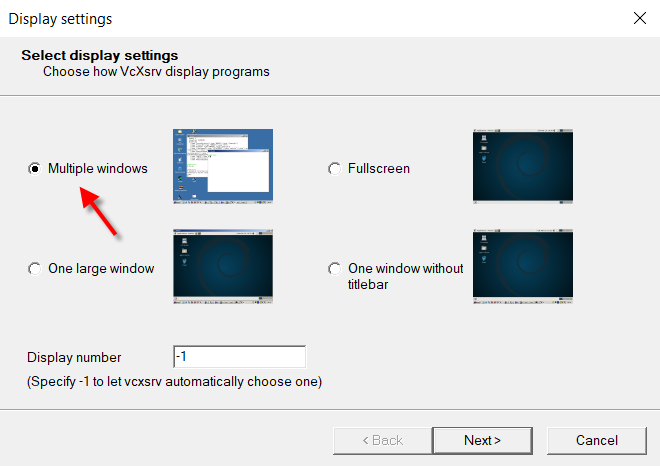 Display settings
Select display settings
Choose how VcXsrv display programs
Multiple windows
Fullscreen
One large window
One window without
titlebar
Display number
-1
(Specify -1 to let vcxsrv automatically choose one)
< Back
Next >
Cancel